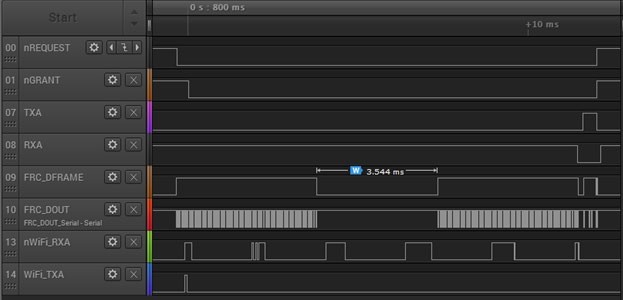 Start
0 s : 800 ms
+10 ms
00 nREQUEST
01 nGRANT
07 TXA
08 RXA
09 FRC_DFRAME
W 3.544 ms
10 FRC_DOUT
FRC_DOUT_Serial - Serial
13 nWiFi_RXA
14 WiFi_TXA